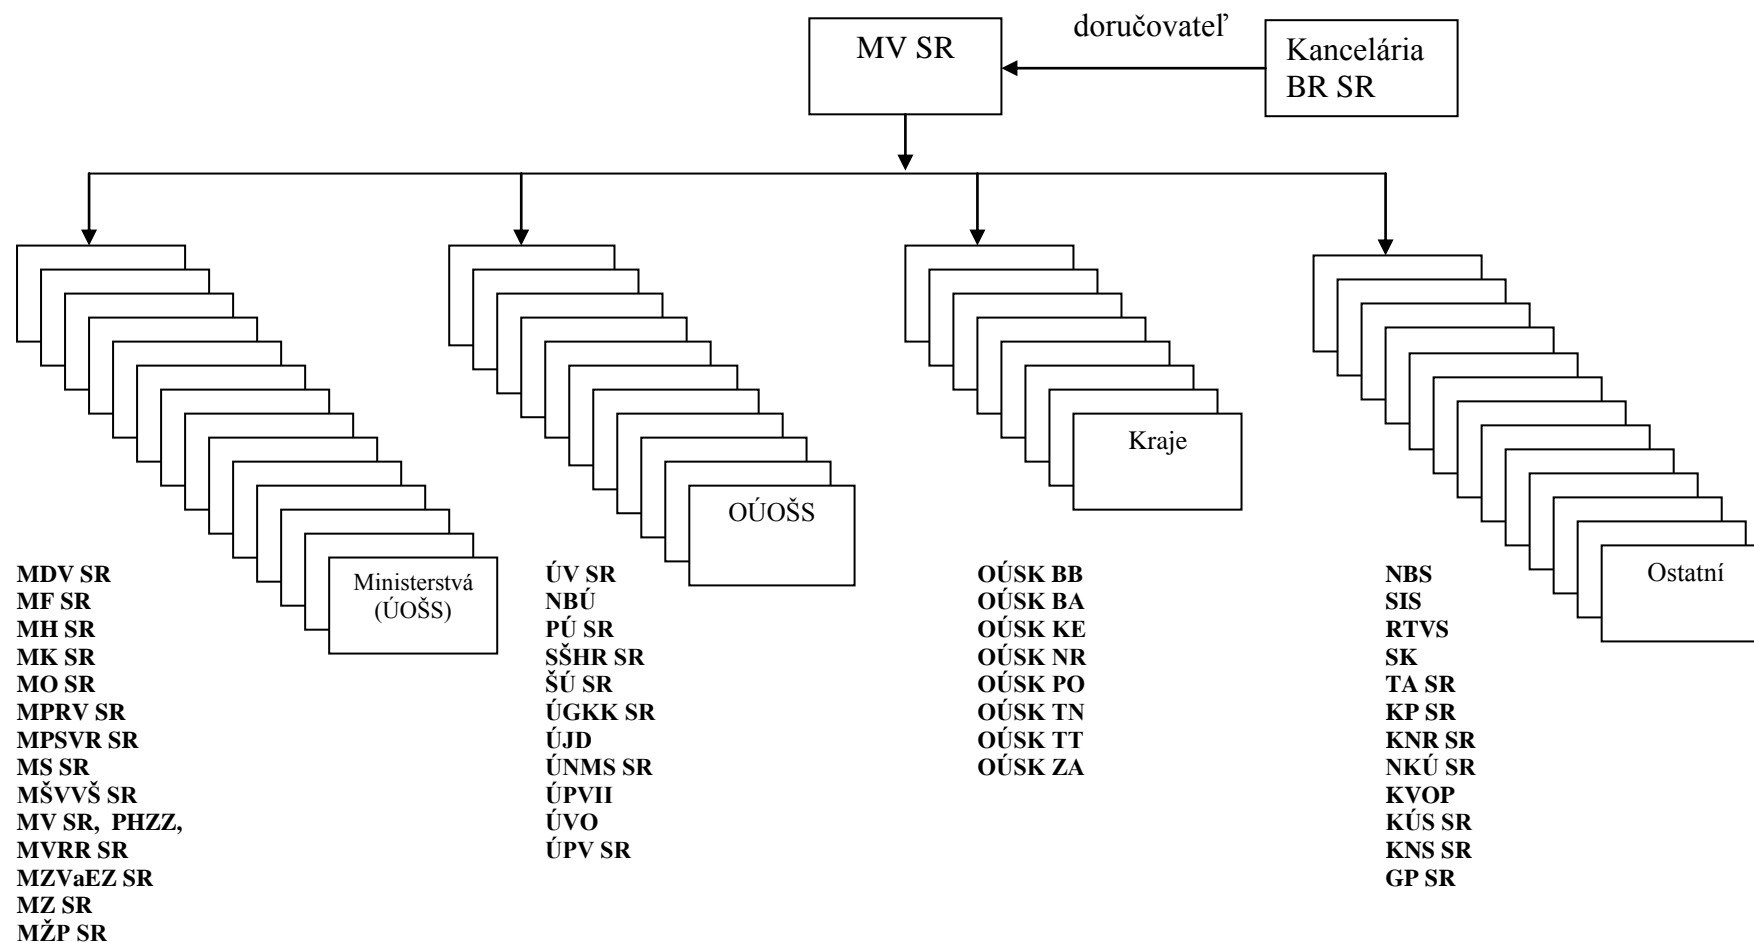 doručovateľ
MV SR
Kancelária
BR SR
Ministerstvá
(ÚOŠS)
OÚOŠS
Kraje
Ostatní
MDV SR
MF SR
MH SR
MK SR
MO SR
MPRV SR
MPSVR SR
MS SR
MŠVVŠ SR
MV SR, PHZZ,
MVRR SR
MZVaEZ SR
MZ SR
MŽP SR
ÚV SR
NBÚ
PÚ SR
SŠHR SR
ŠÚ SR
ÚGKK SR
ÚJD
ÚNMS SR
ÚPVII
ÚVO
ÚPV SR
OÚSK BB
OÚSK BA
OÚSK KE
OÚSK NR
OÚSK PO
OÚSK TN
OÚSK TT
OÚSK ZA
NBS
SIS
RTVS
SK
TA SR
KP SR
KNR SR
NKÚ SR
KVOP
KÚS SR
KNS SR
GP SR